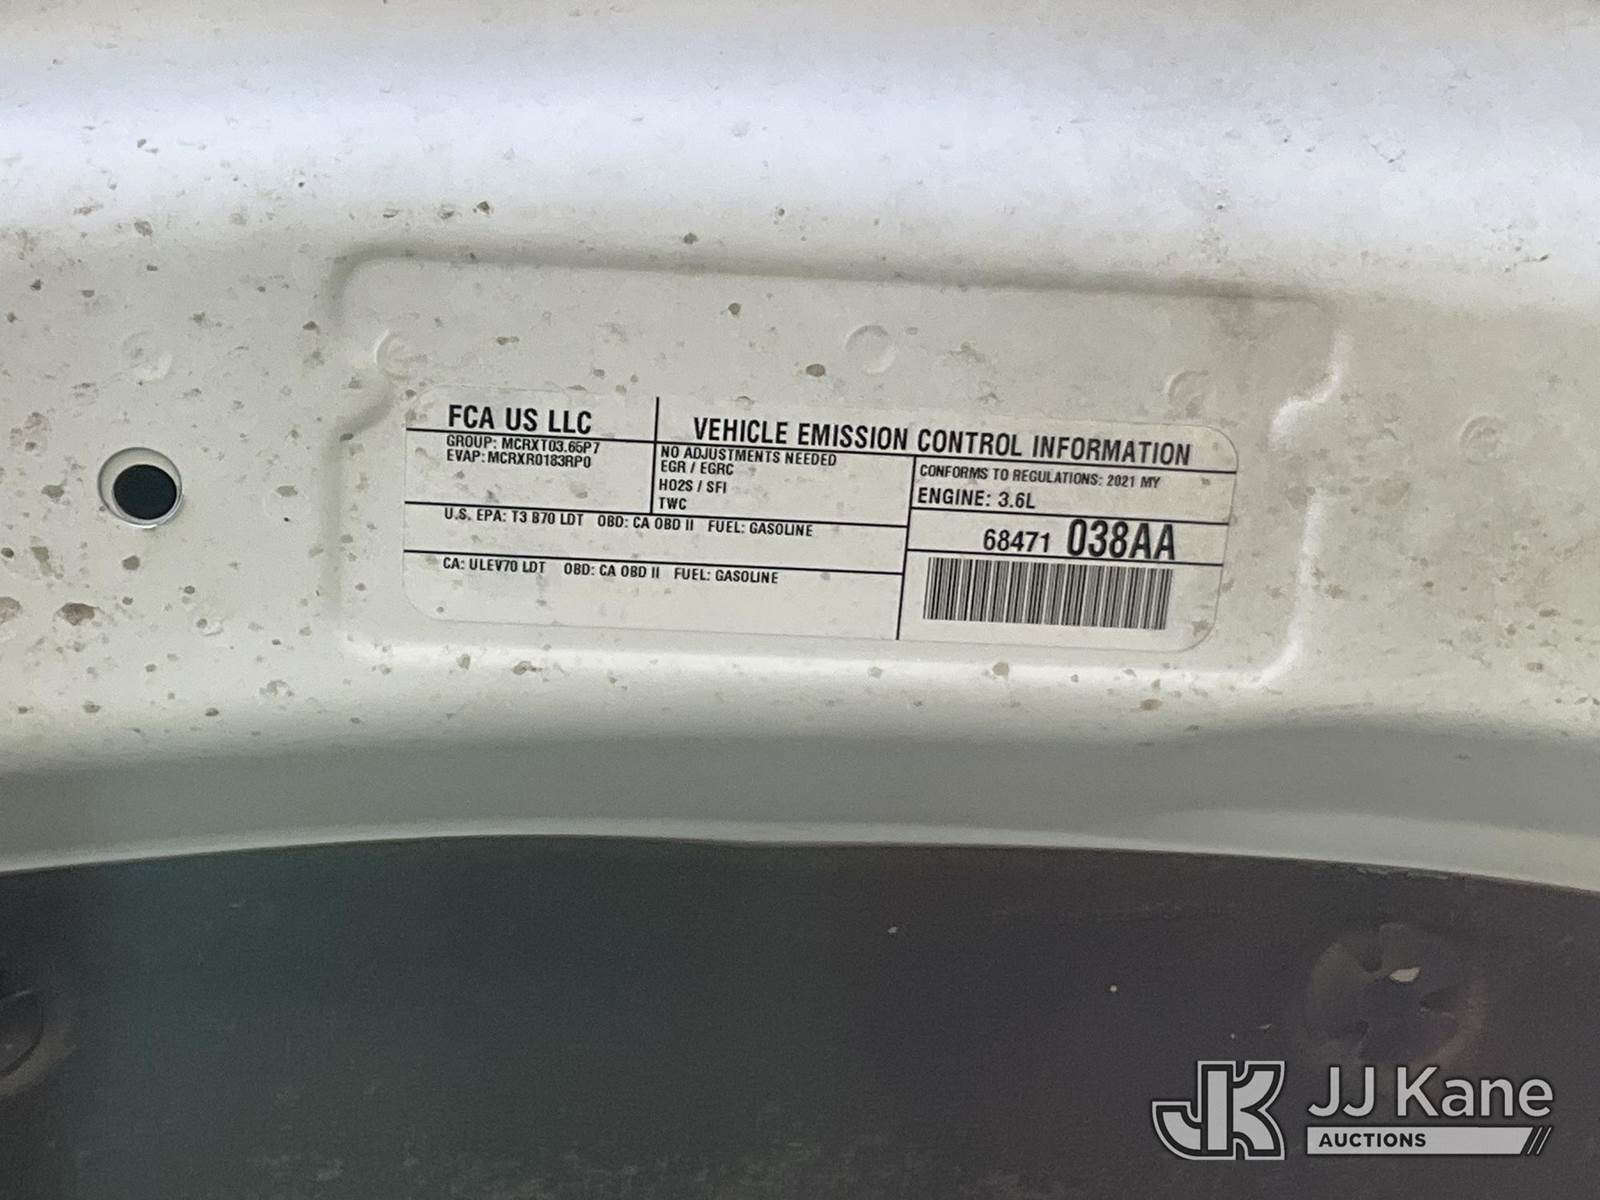 FCA US LLC
VEHICLE EMISSION CONTROL INFORMATION
GROUP: MCRXT03.65P7
EVAP: MCRXR0183RP0
NO ADJUSTMENTS NEEDED
EGR / EGRC
HO2S / SFI
TWC
CONFORMS TO REGULATIONS: 2021 MY
ENGINE: 3.6L
U.S. EPA: T3 B70 LDT OBD: CA OBD II FUEL: GASOLINE
68471 038AA
CA: ULEV70 LDT OBD: CA OBD II FUEL: GASOLINE
JK JJ Kane
AUCTIONS